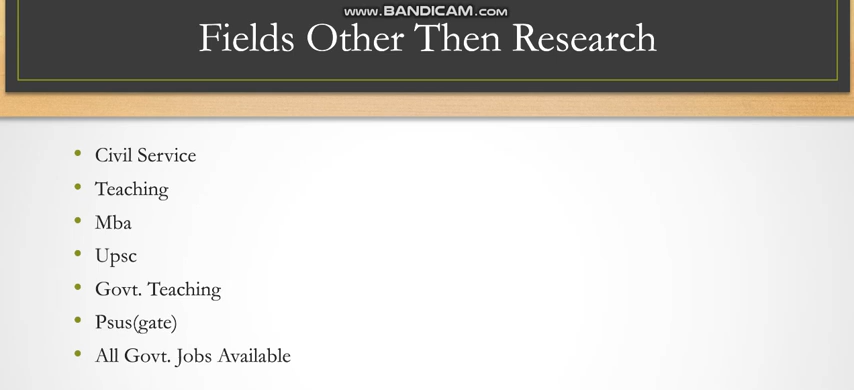 www.BANDICAM.com
Fields Other Then Research
Civil Service
Teaching
Mba
Upsc
Govt. Teaching
Psus(gate)
All Govt. Jobs Available